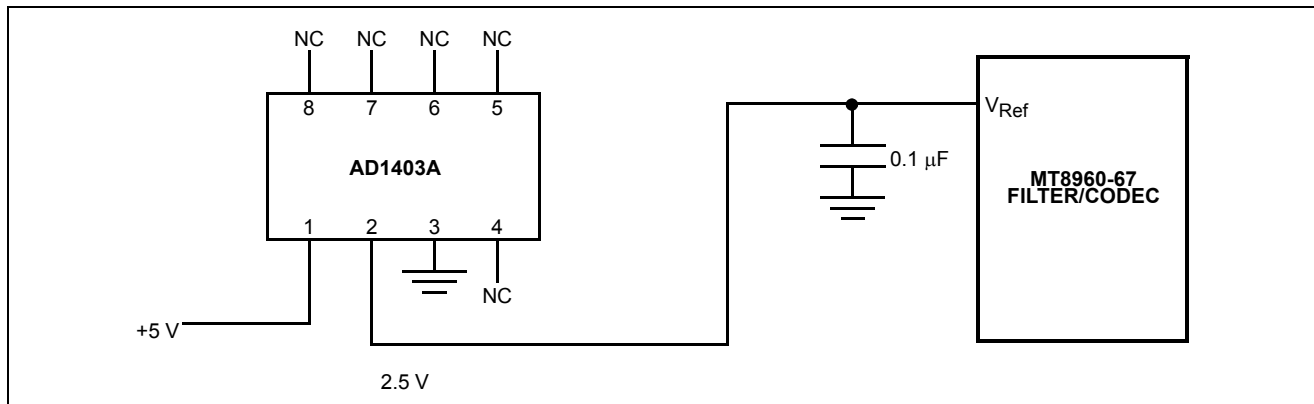 NC NC NC NC
8 7 6 5
V_Ref
AD1403A
0.1 μF
MT8960-67
FILTER/CODEC
1 2 3 4
NC
+5 V
2.5 V